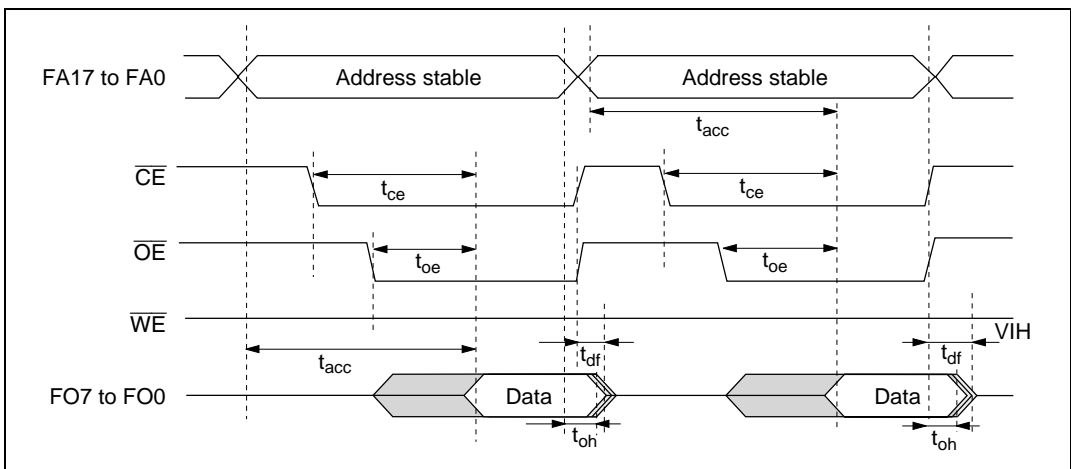 FA17 to FA0
Address stable
Address stable
tacc
CE
tce
tce
OE
toe
toe
WE
VIH
tacc
tdf
tdf
FO7 to FO0
Data
Data
toh
toh